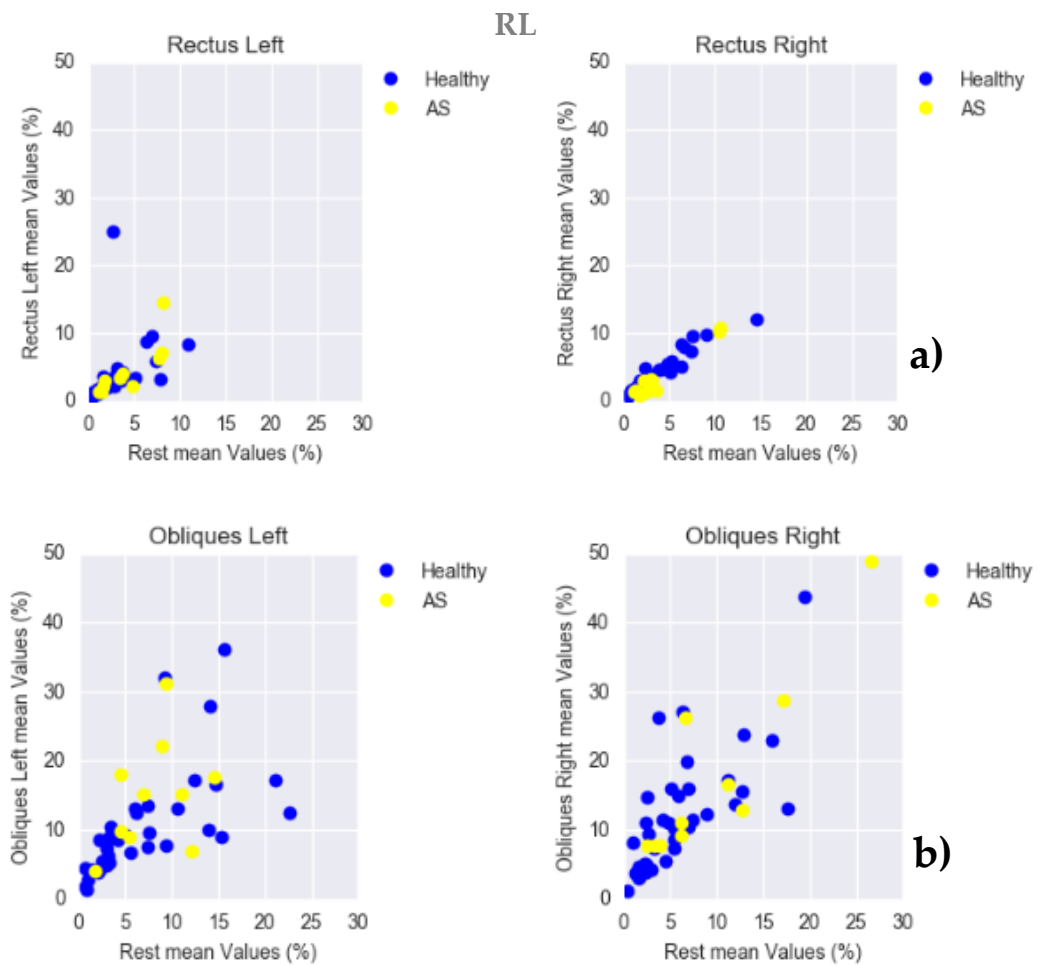 RL
Rectus Left
Rectus Left mean Values (%)
50
40
30
20
10
0
0 5 10 15 20 25 30
Rest mean Values (%)
Healthy
AS
Rectus Right
Rectus Right mean Values (%)
50
40
30
20
10
0
0 5 10 15 20 25 30
Rest mean Values (%)
Healthy
AS
a)
Obliques Left
Obliques Left mean Values (%)
50
40
30
20
10
0
0 5 10 15 20 25 30
Rest mean Values (%)
Healthy
AS
Obliques Right
Obliques Right mean Values (%)
50
40
30
20
10
0
0 5 10 15 20 25 30
Rest mean Values (%)
Healthy
AS
b)